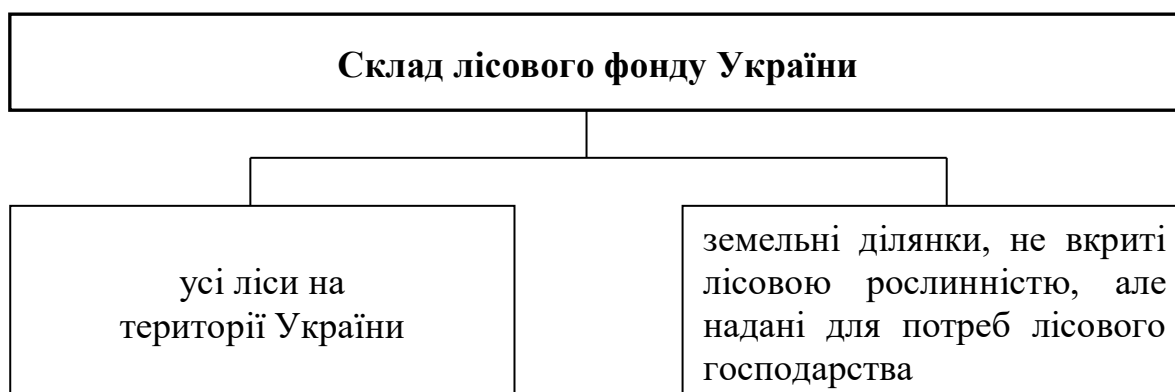 Склад лісового фонду України
усі ліси на
території України
земельні ділянки, не вкриті
лісовою рослинністю, але
надані для потреб лісового
господарства